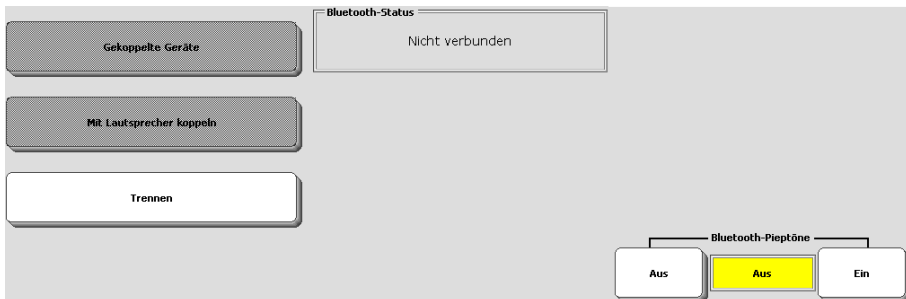 Bluetooth-Status
Gekoppelte Geräte
Nicht verbunden
Mit Lautsprecher koppeln
Trennen
Bluetooth-Pieptöne
Aus
Aus
Ein